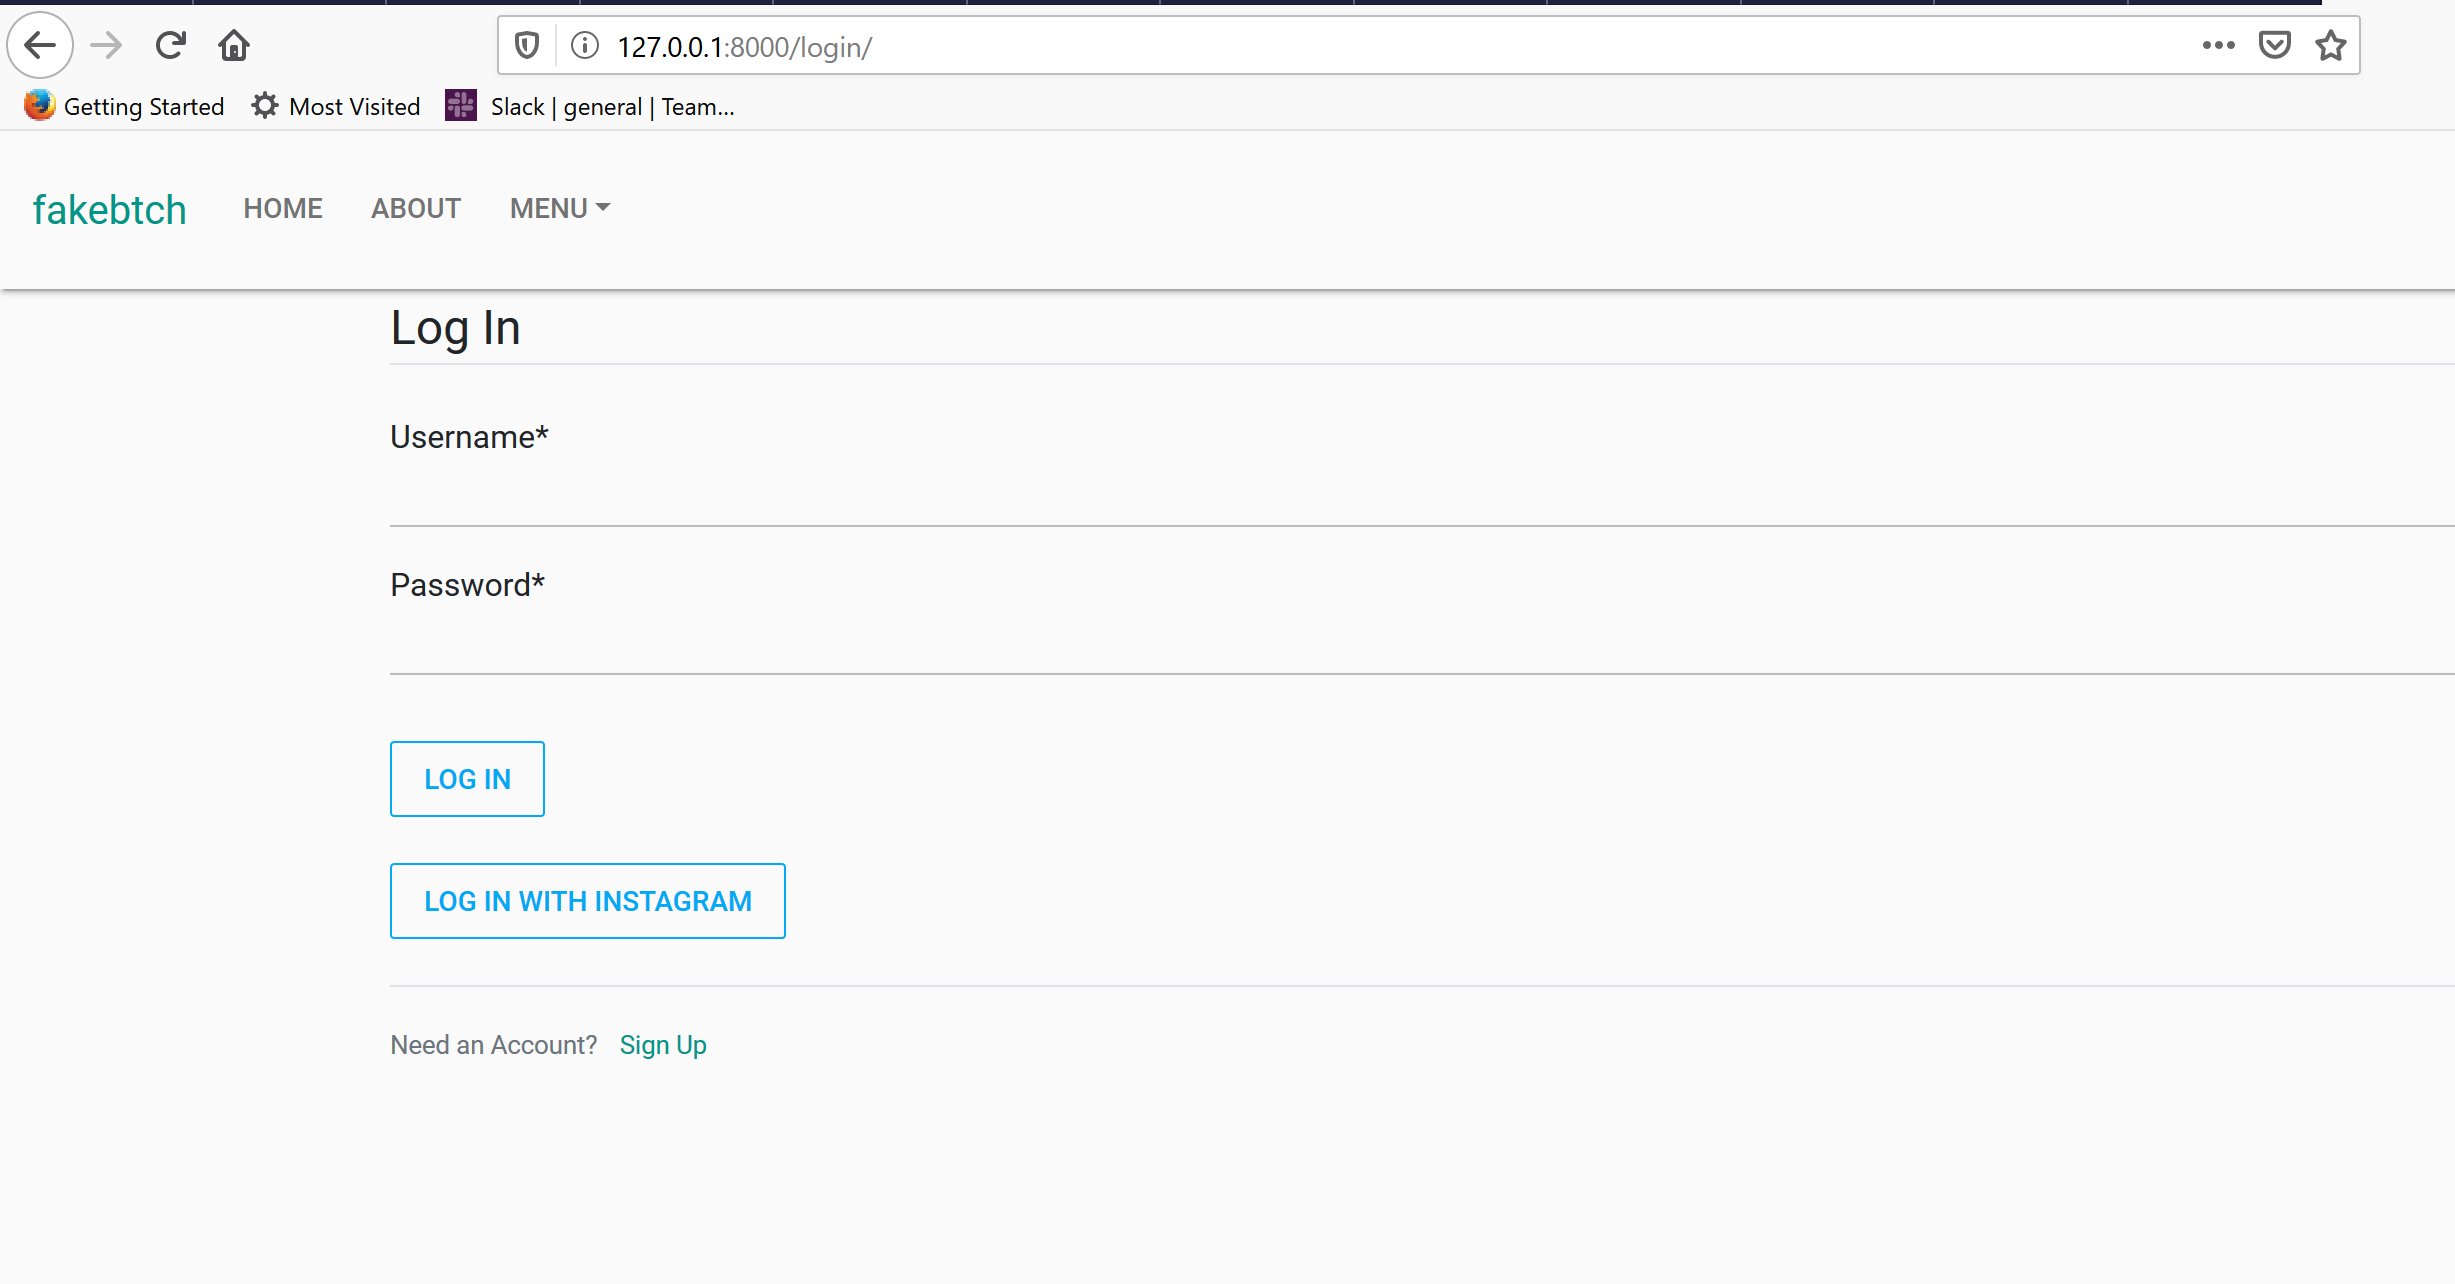 127.0.0.1:8000/login/
Getting Started Most Visited Slack | general | Team...
fakebtch HOME ABOUT MENU
Log In
Username*
Password*
LOG IN
LOG IN WITH INSTAGRAM
Need an Account? Sign Up